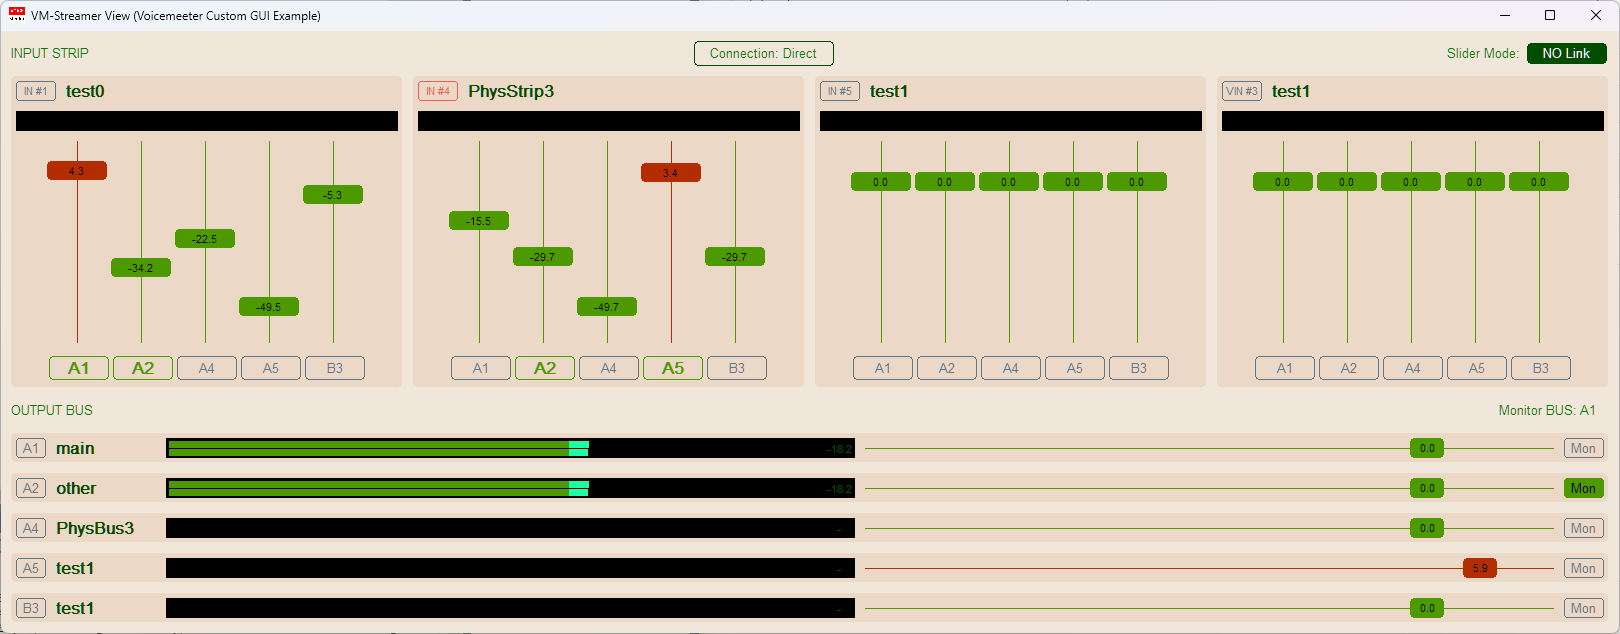 VM-Streamer View (Voicemeeter Custom GUI Example)
INPUT STRIP
Connection: Direct
Slider Mode: NO Link
IN #1 test0
4.3
-34.2
-22.5
-49.5
-5.3
A1 A2 A4 A5 B3
IN #4 PhysStrip3
-15.5
-29.7
-49.7
3.4
-29.7
A1 A2 A4 A5 B3
IN #5 test1
0.0 0.0 0.0 0.0 0.0
A1 A2 A4 A5 B3
VIN #3 test1
0.0 0.0 0.0 0.0 0.0
A1 A2 A4 A5 B3
OUTPUT BUS
Monitor BUS: A1
A1 main -18.2 0.0 Mon
A2 other -18.2 0.0 Mon
A4 PhysBus3 - 0.0 Mon
A5 test1 - 5.9 Mon
B3 test1 - 0.0 Mon